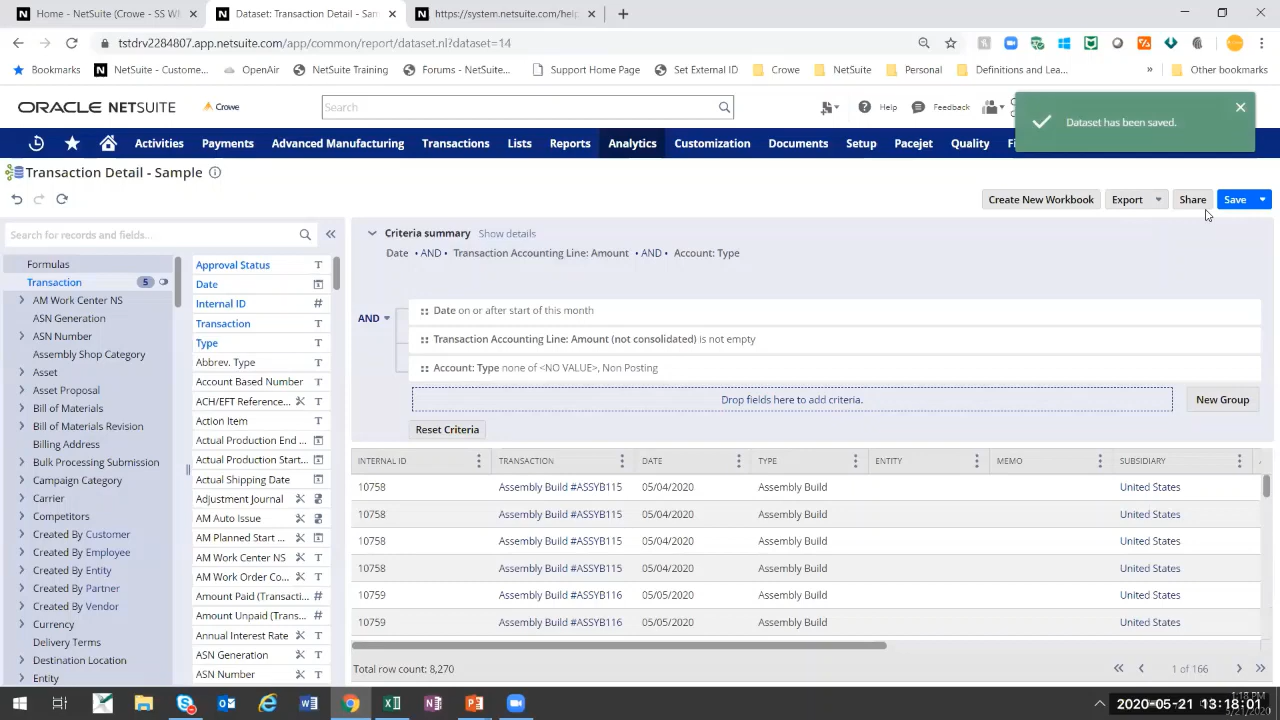 Home – NetSuite (Crowe - SS WI
Dataset: Transaction Detail - Sam
https://system.netsuite.com/help
tstdrv2284807.app.netsuite.com/app/common/report/dataset.nl?dataset=14
Bookmarks
NetSuite - Custome...
OpenAir
NetSuite Training
Forums - NetSuite...
Support Home Page
Set External ID
Crowe
NetSuite
Personal
Definitions and Lea...
»
Other bookmarks
ORACLE NETSUITE
Crowe
Search
Help
Feedback
Dataset has been saved.
Activities
Payments
Advanced Manufacturing
Transactions
Lists
Reports
Analytics
Customization
Documents
Setup
Pacejet
Quality
Transaction Detail - Sample
Create New Workbook
Export
Share
Save
Search for records and fields...
Formulas
Transaction 5
AM Work Center NS
ASN Generation
ASN Number
Assembly Shop Category
Asset
Asset Proposal
Bill of Materials
Bill of Materials Revision
Billing Address
Bulk Processing Submission
Campaign Category
Carrier
Competitors
Created By Customer
Created By Employee
Created By Entity
Created By Partner
Created By Vendor
Currency
Delivery Terms
Destination Location
Entity
Approval Status T
Date
Internal ID #
Transaction T
Type T
Abbrev. Type T
Account Based Number T
ACH/EFT Reference... T
Action Item T
Actual Production End ...
Actual Production Start...
Actual Shipping Date
Adjustment Journal
AM Auto Issue
AM Planned Start ...
AM Work Center NS T
AM Work Order Co... T
Amount Paid (Transacti... #
Amount Unpaid (Trans... #
Annual Interest Rate T
ASN Generation T
ASN Number T
Criteria summary Show details
Date • AND • Transaction Accounting Line: Amount • AND • Account: Type
AND
Date on or after start of this month
Transaction Accounting Line: Amount (not consolidated) is not empty
Account: Type none of <NO VALUE>, Non Posting
Drop fields here to add criteria.
New Group
Reset Criteria
INTERNAL ID TRANSACTION DATE TYPE ENTITY MEMO SUBSIDIARY
10758 Assembly Build #ASSYB115 05/04/2020 Assembly Build United States
10758 Assembly Build #ASSYB115 05/04/2020 Assembly Build United States
10758 Assembly Build #ASSYB115 05/04/2020 Assembly Build United States
10758 Assembly Build #ASSYB115 05/04/2020 Assembly Build United States
10759 Assembly Build #ASSYB116 05/05/2020 Assembly Build United States
10759 Assembly Build #ASSYB116 05/05/2020 Assembly Build United States
Total row count: 8,270
1 of 166
1:18 PM
2020-05-21 13:18:01